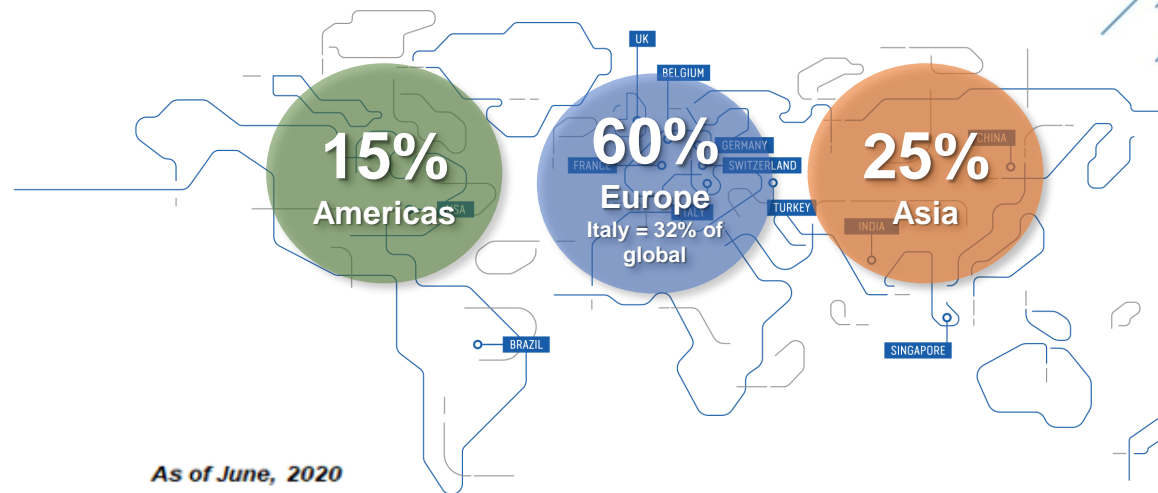 UK
BELGIUM
15%
Americas
USA
60%
Europe
Italy = 32% of
global
GERMANY
FRANCE
SWITZERLAND
ITALY
TURKEY
25%
Asia
CHINA
INDIA
BRAZIL
SINGAPORE
As of June, 2020